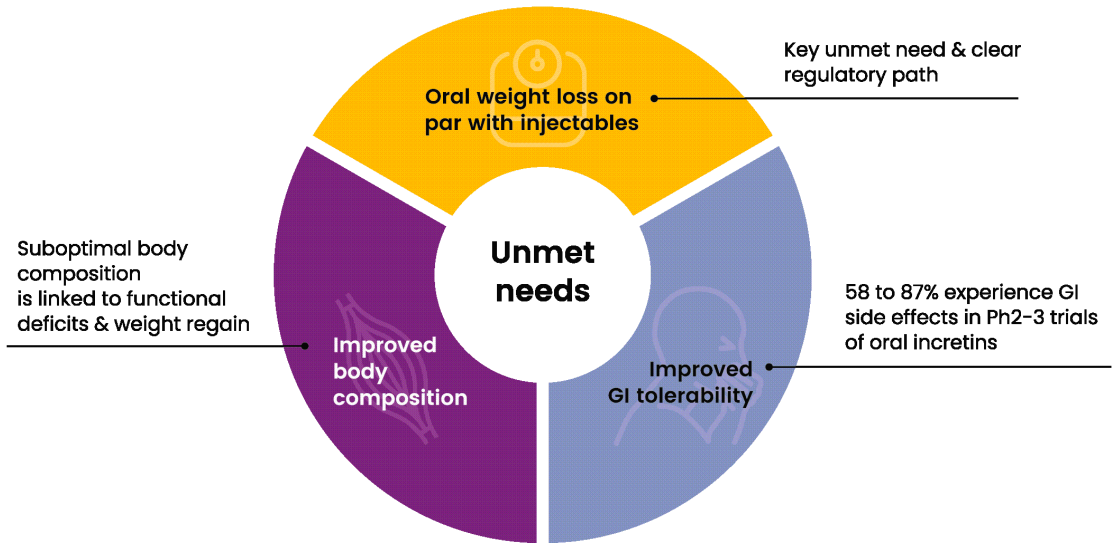 Key unmet need & clear
regulatory path
Oral weight loss on
par with injectables
Unmet
needs
Suboptimal body
composition
is linked to functional
deficits & weight regain
Improved
body
composition
58 to 87% experience GI
side effects in Ph2-3 trials
of oral incretins
Improved
GI tolerability